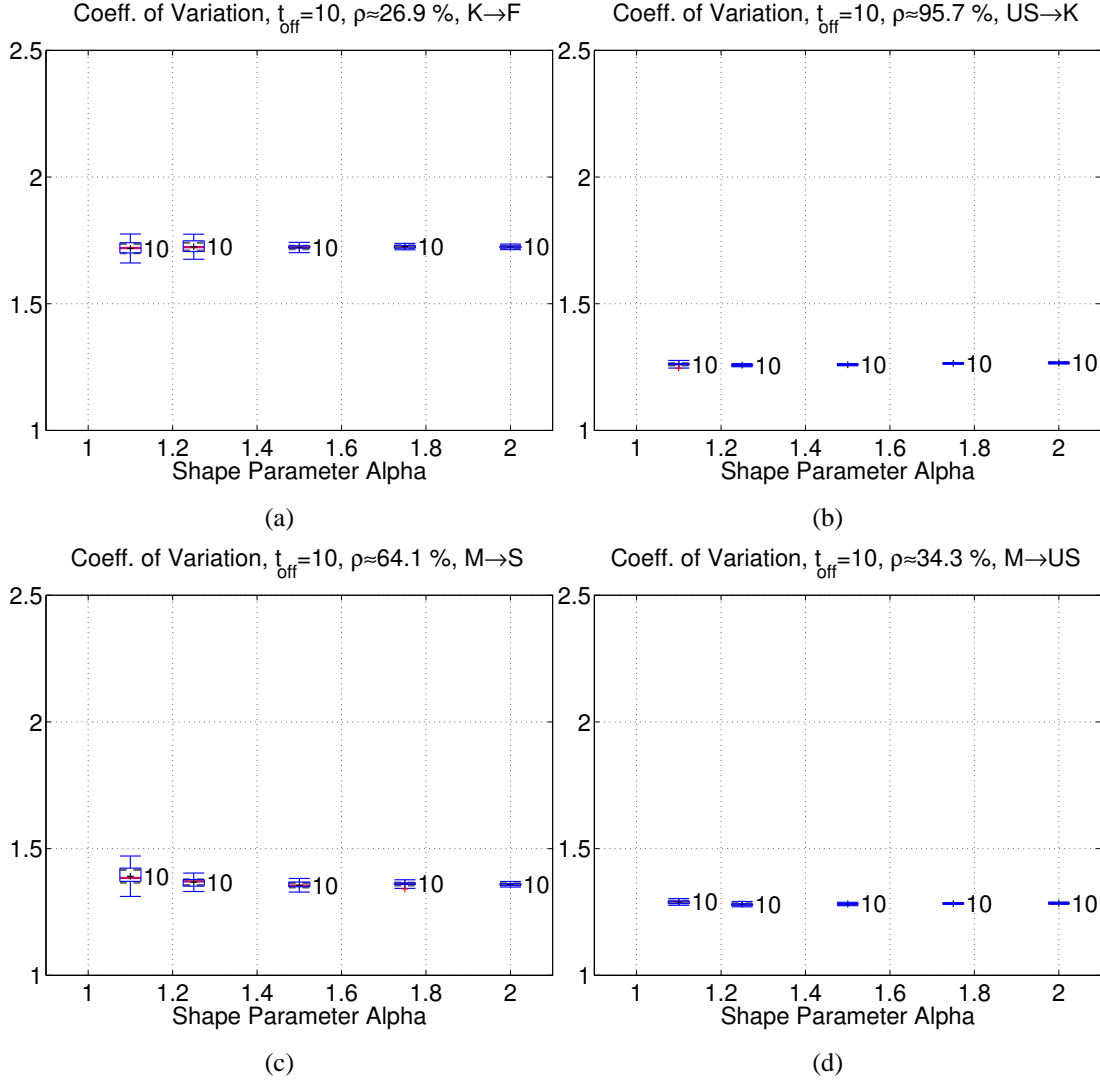 Coeff. of Variation, t_off=10, ρ≈26.9 %, K→F
2.5
2
1.5
1
10 10 10 10 10
1 1.2 1.4 1.6 1.8 2
Shape Parameter Alpha
(a)
Coeff. of Variation, t_off=10, ρ≈95.7 %, US→K
2.5
2
1.5
1
10 10 10 10 10
1 1.2 1.4 1.6 1.8 2
Shape Parameter Alpha
(b)
Coeff. of Variation, t_off=10, ρ≈64.1 %, M→S
2.5
2
1.5
1
10 10 10 10 10
1 1.2 1.4 1.6 1.8 2
Shape Parameter Alpha
(c)
Coeff. of Variation, t_off=10, ρ≈34.3 %, M→US
2.5
2
1.5
1
10 10 10 10 10
1 1.2 1.4 1.6 1.8 2
Shape Parameter Alpha
(d)